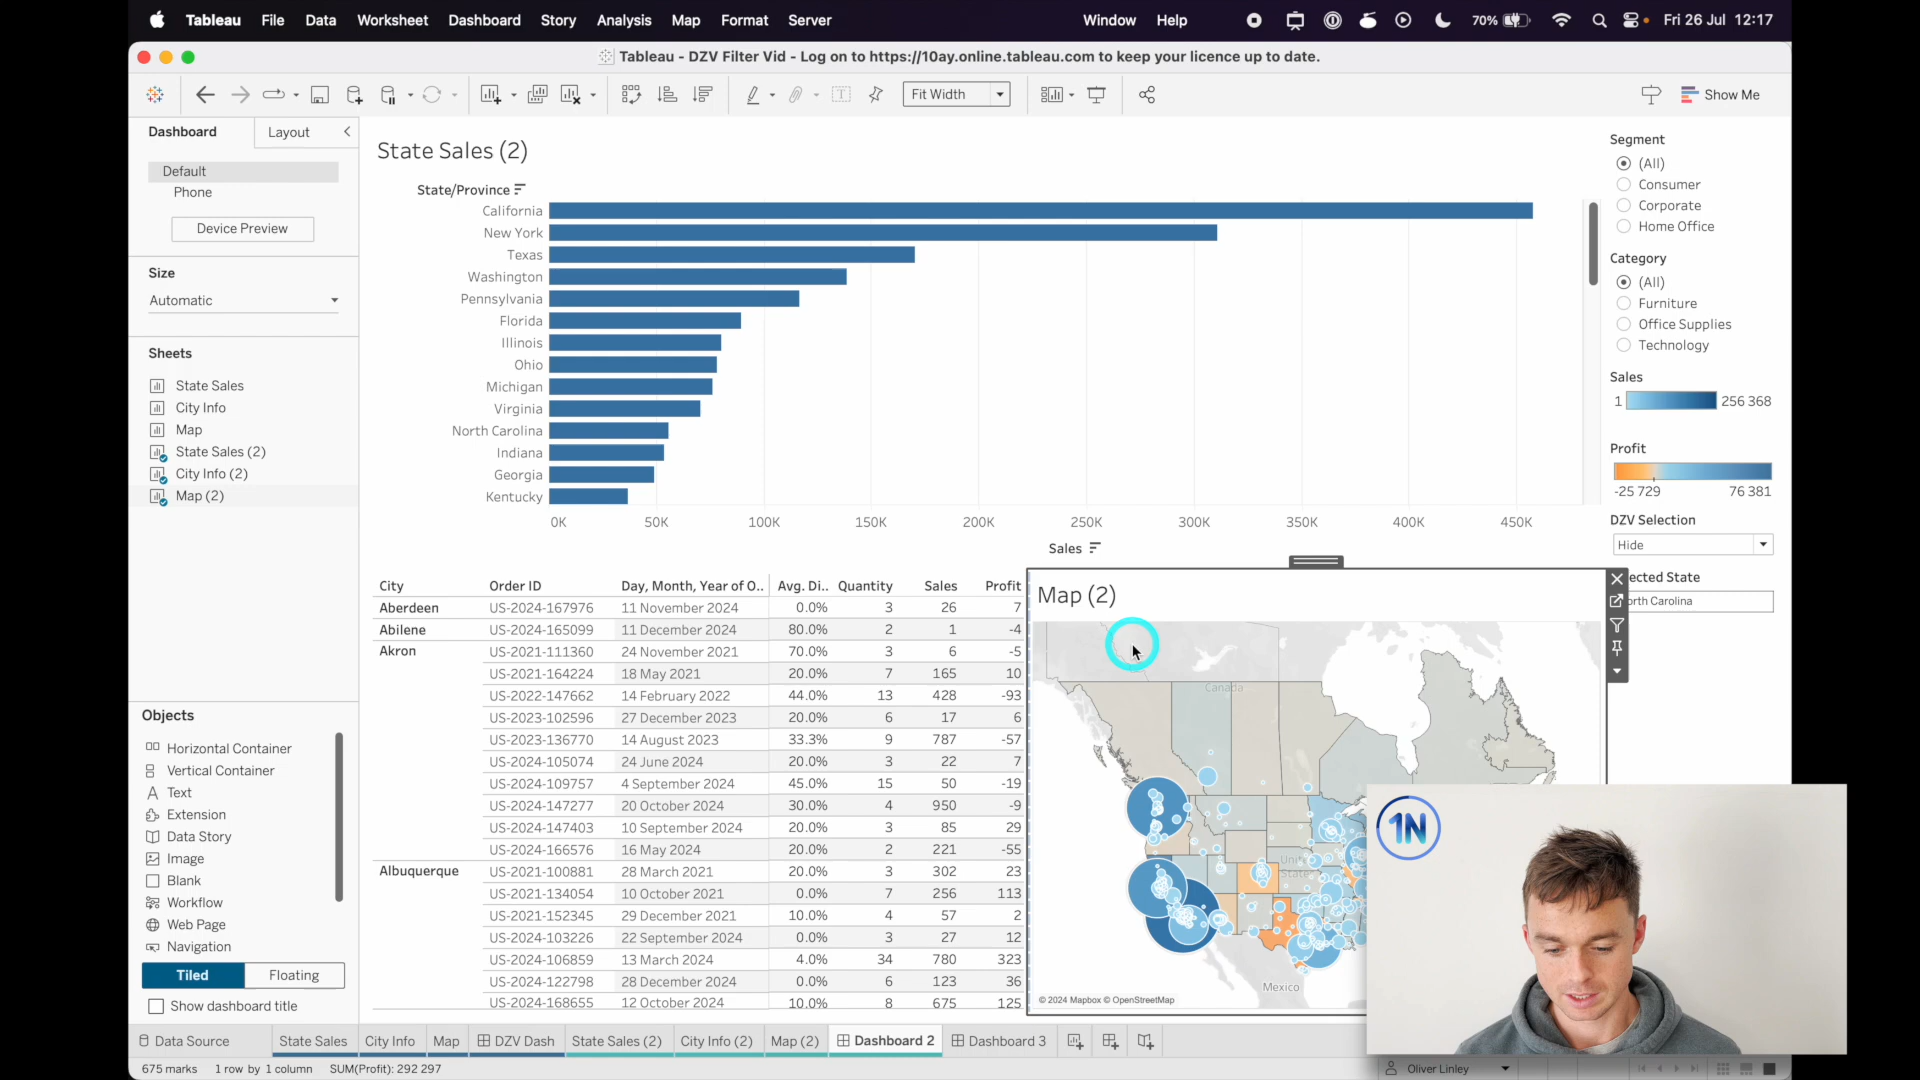 Tableau File Data Worksheet Dashboard Story Analysis Map Format Server Window Help 70% Fri 26 Jul 12:17
Tableau - DZV Filter Vid - Log on to https://10ay.online.tableau.com to keep your licence up to date.
Fit Width
Show Me
Dashboard Layout
Default
Phone
Device Preview
Size
Automatic
Sheets
State Sales
City Info
Map
State Sales (2)
City Info (2)
Map (2)
Objects
Horizontal Container
Vertical Container
Text
Extension
Data Story
Image
Blank
Workflow
Web Page
Navigation
Tiled Floating
Show dashboard title
State Sales (2)
State/Province
California
New York
Texas
Washington
Pennsylvania
Florida
Illinois
Ohio
Michigan
Virginia
North Carolina
Indiana
Georgia
Kentucky
0K 50K 100K 150K 200K 250K 300K 350K 400K 450K
Sales
Segment
(All)
Consumer
Corporate
Home Office
Category
(All)
Furniture
Office Supplies
Technology
Sales
1 256 368
Profit
-25 729 76 381
DZV Selection
Hide
ected State
orth Carolina
City Order ID Day, Month, Year of O.. Avg. Di.. Quantity Sales Profit
Aberdeen US-2024-167976 11 November 2024 0.0% 3 26 7
Abilene US-2024-165099 11 December 2024 80.0% 2 1 -4
Akron US-2021-111360 24 November 2021 70.0% 3 6 -5
US-2021-164224 18 May 2021 20.0% 7 165 10
US-2022-147662 14 February 2022 44.0% 13 428 -93
US-2023-102596 27 December 2023 20.0% 6 17 6
US-2023-136770 14 August 2023 33.3% 9 787 -57
US-2024-105074 24 June 2024 20.0% 3 22 7
US-2024-109757 4 September 2024 45.0% 15 50 -19
US-2024-147277 20 October 2024 30.0% 4 950 -9
US-2024-147403 10 September 2024 20.0% 3 85 29
US-2024-166576 16 May 2024 20.0% 2 221 -55
Albuquerque US-2021-100881 28 March 2021 20.0% 3 302 23
US-2021-134054 10 October 2021 0.0% 7 256 113
US-2021-152345 29 December 2021 10.0% 4 57 2
US-2024-103226 22 September 2024 0.0% 3 27 12
US-2024-106859 13 March 2024 4.0% 34 780 323
US-2024-122798 28 December 2024 0.0% 6 123 36
US-2024-168655 12 October 2024 10.0% 8 675 125
Map (2)
Canada
United
States
Mexico
© 2024 Mapbox © OpenStreetMap
1N
Data Source State Sales City Info Map DZV Dash State Sales (2) City Info (2) Map (2) Dashboard 2 Dashboard 3
675 marks 1 row by 1 column SUM(Profit): 292 297 Oliver Linley